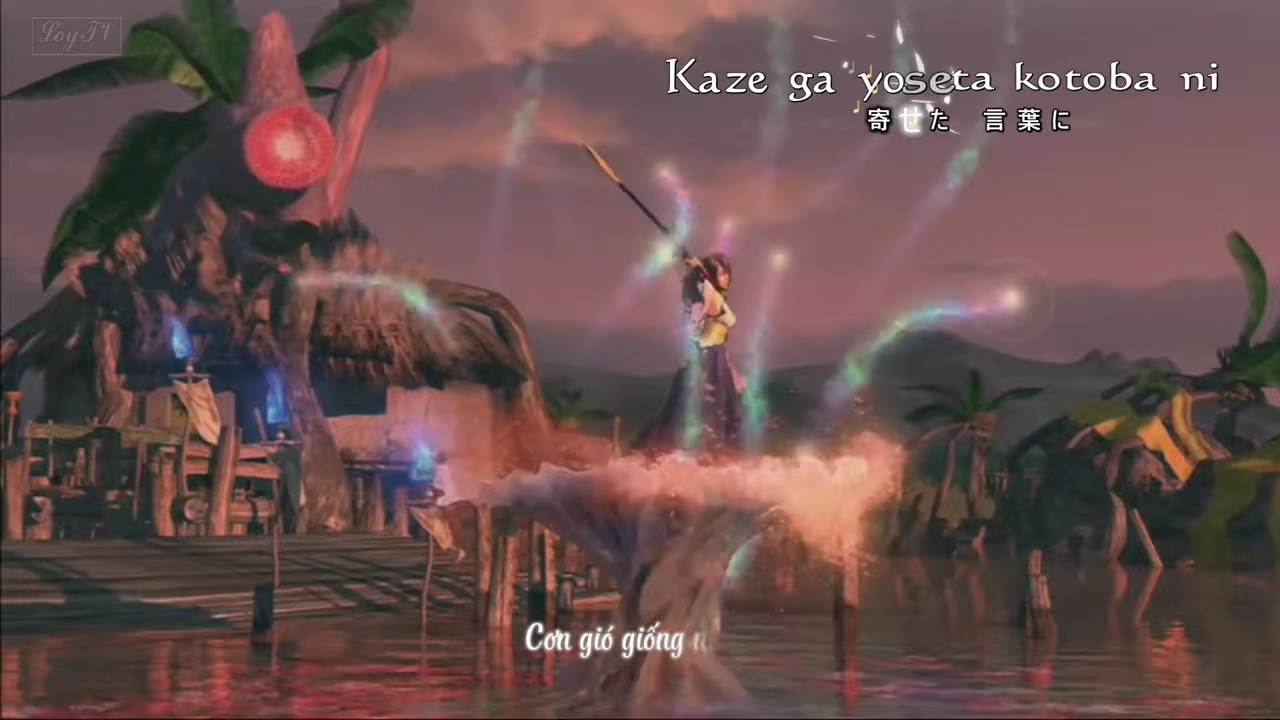 LoyTV
Kaze ga yoseta kotoba ni
寄せた 言葉に
Cơn gió giống